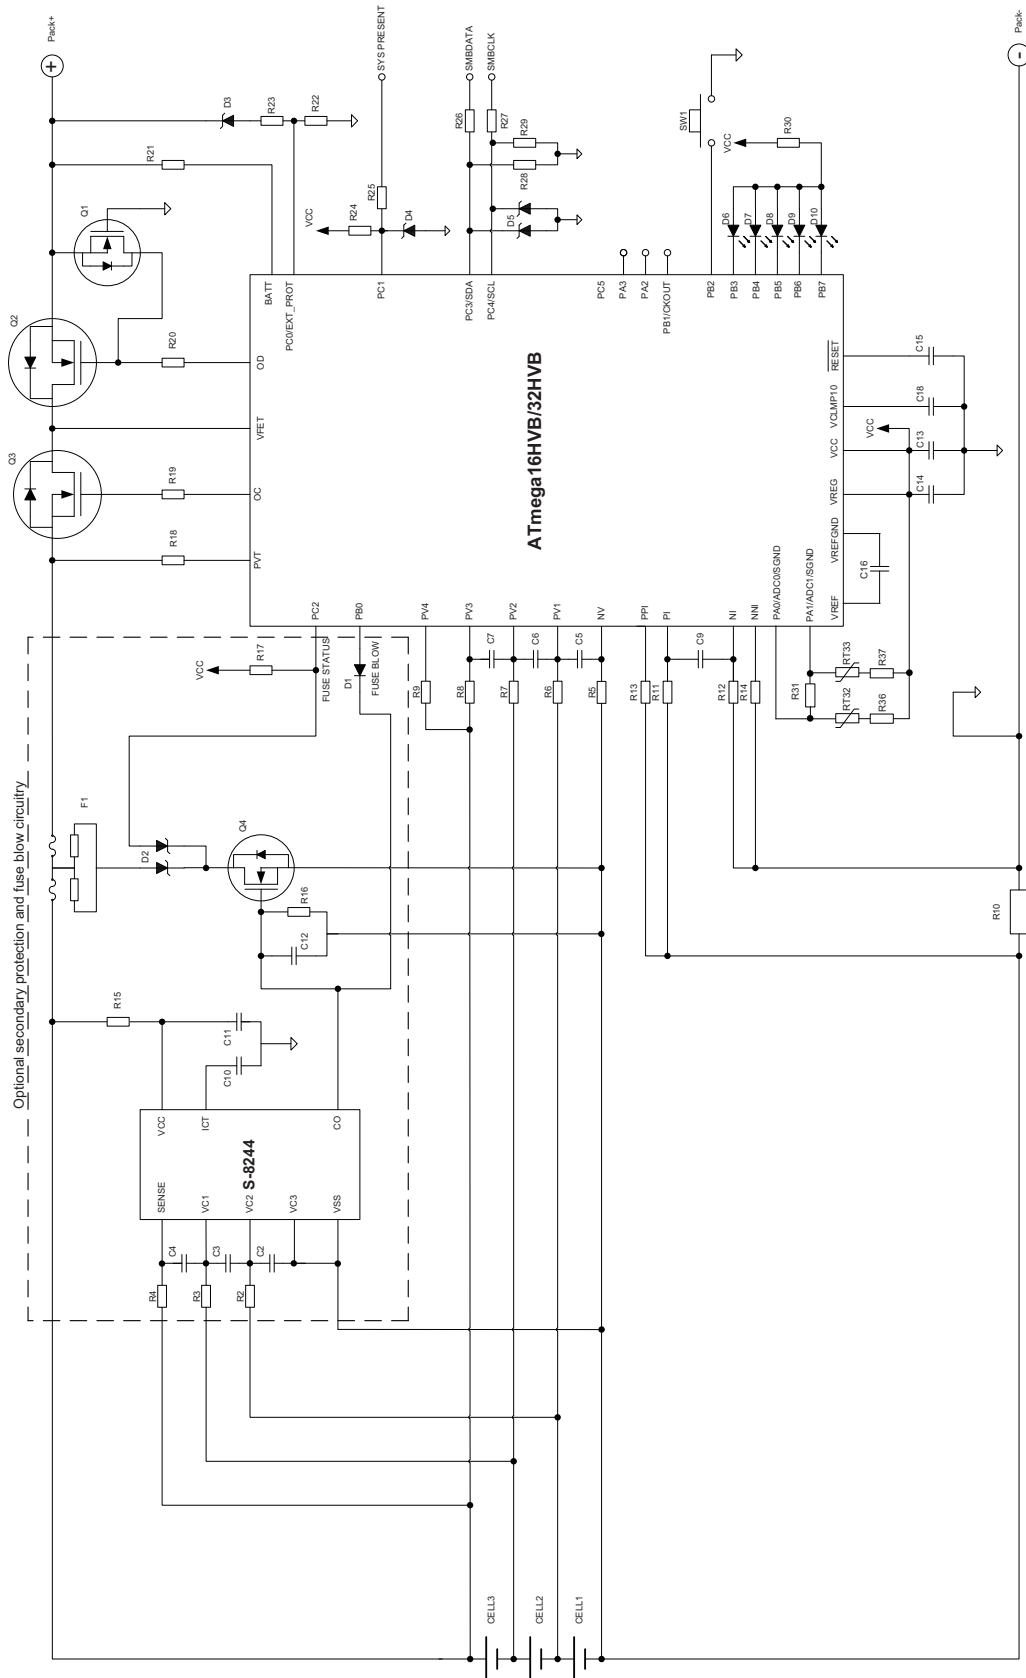 Pack+
Q1
Q2
Q3
R21
D3
R23
R22
VCC
R24
R25
D4
SYS PRESENT
R26
SMBDATA
R27
SMBCLK
R28
R29
D5
SW1
VCC
R30
D6
D7
D8
D9
D10
R18
R19
R20
PVT
OC
VFET
OD
BATT
PC0/EXT_PROT
PC1
PC3/SDA
PC4/SCL
PC5
PA3
PA2
PB1/CKOUT
PB2
PB3
PB4
PB5
PB6
PB7
ATmega16HVB/32HVB
PC2
PB0
PV4
PV3
PV2
PV1
NV
PPI
PI
NI
NNI
PA0/ADC0/SGND
PA1/ADC1/SGND
VREF
VREFGND
VREG
VCC
VCLMP10
RESET
C16
C14
C13
C18
C15
VCC
Optional secondary protection and fuse blow circuitry
F1
D2
VCC
R17
FUSE STATUS
D1
FUSE BLOW
Q4
R16
C12
R15
C11
C10
S-8244
VCC
ICT
CO
SENSE
VC1
VC2
VC3
VSS
C4
C3
C2
R4
R3
R2
R9
R8
R7
R6
R5
C7
C6
C5
R13
R11
R12
R14
C9
R31
RT32
RT33
R36
R37
R10
CELL3
CELL2
CELL1
Pack-